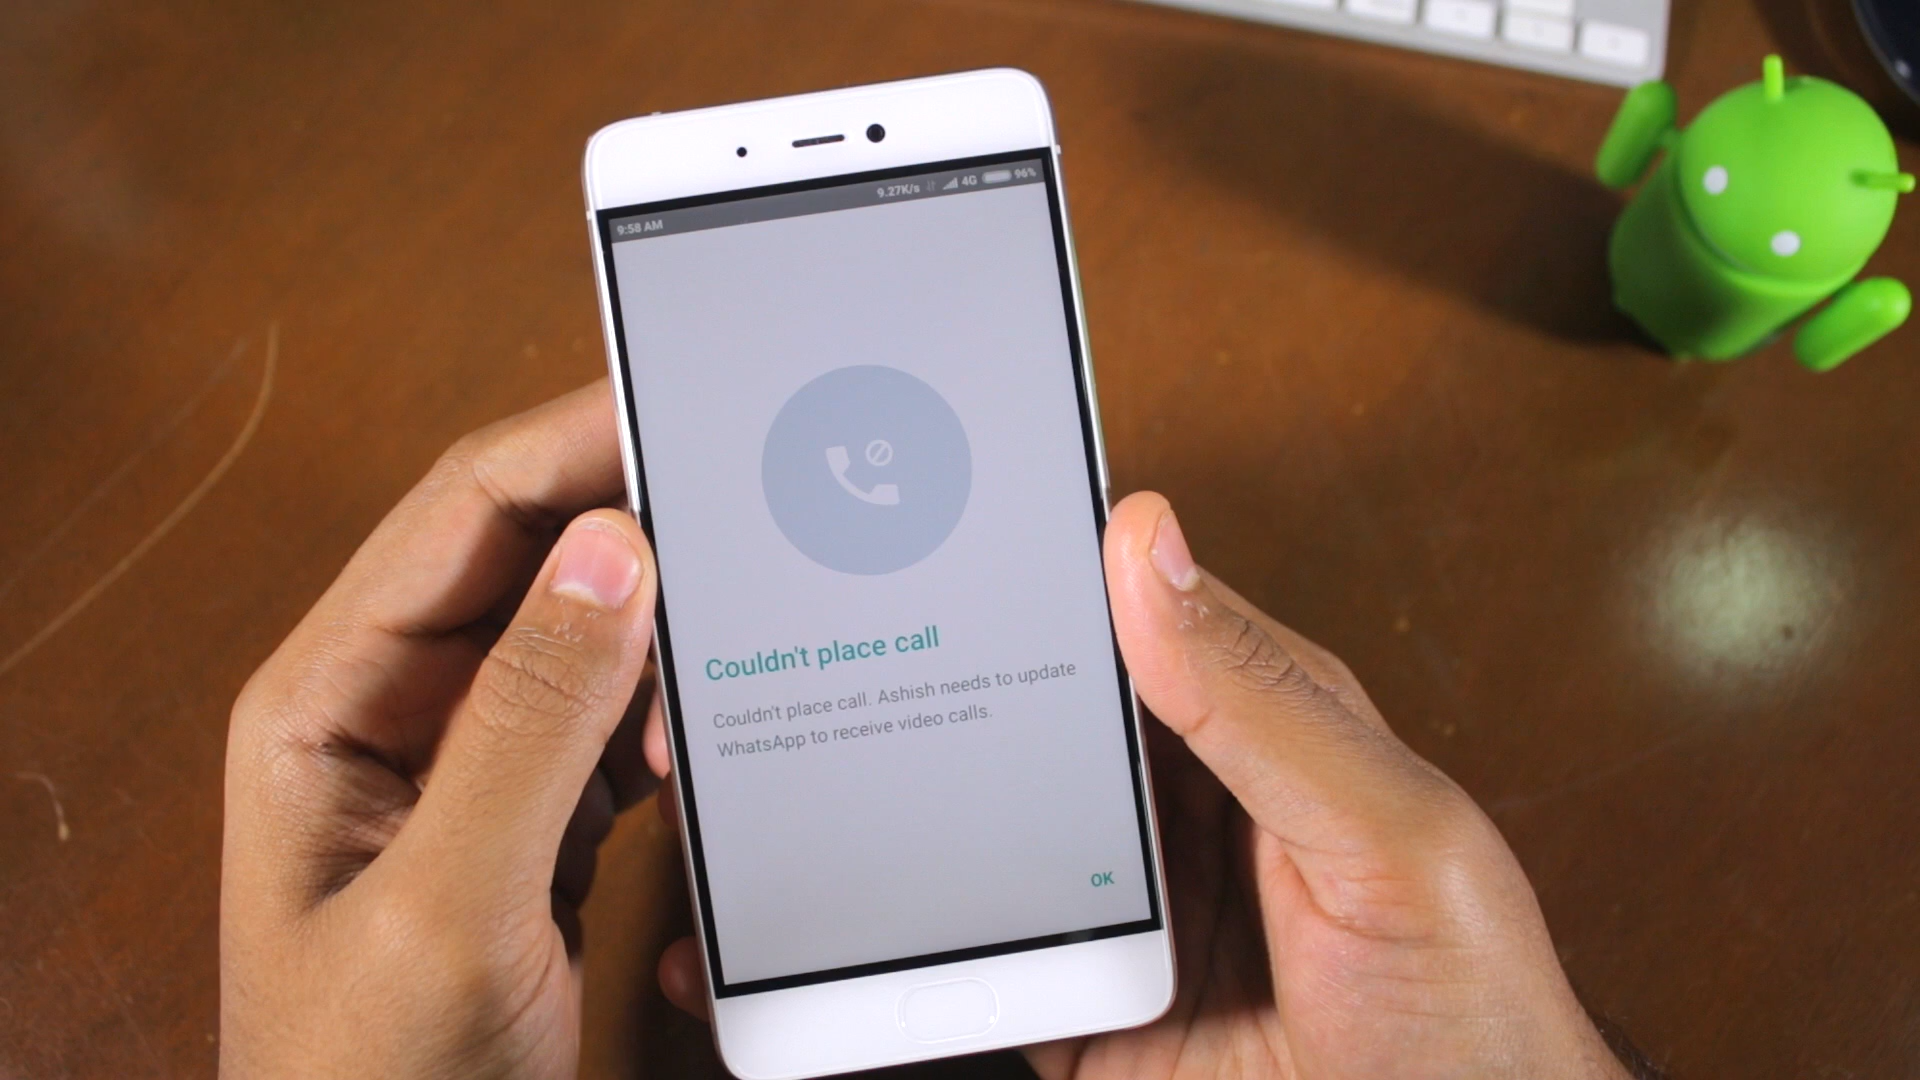 9:58 AM 9.27K/s 4G 96%
Couldn't place call
Couldn't place call. Ashish needs to update
WhatsApp to receive video calls.
OK